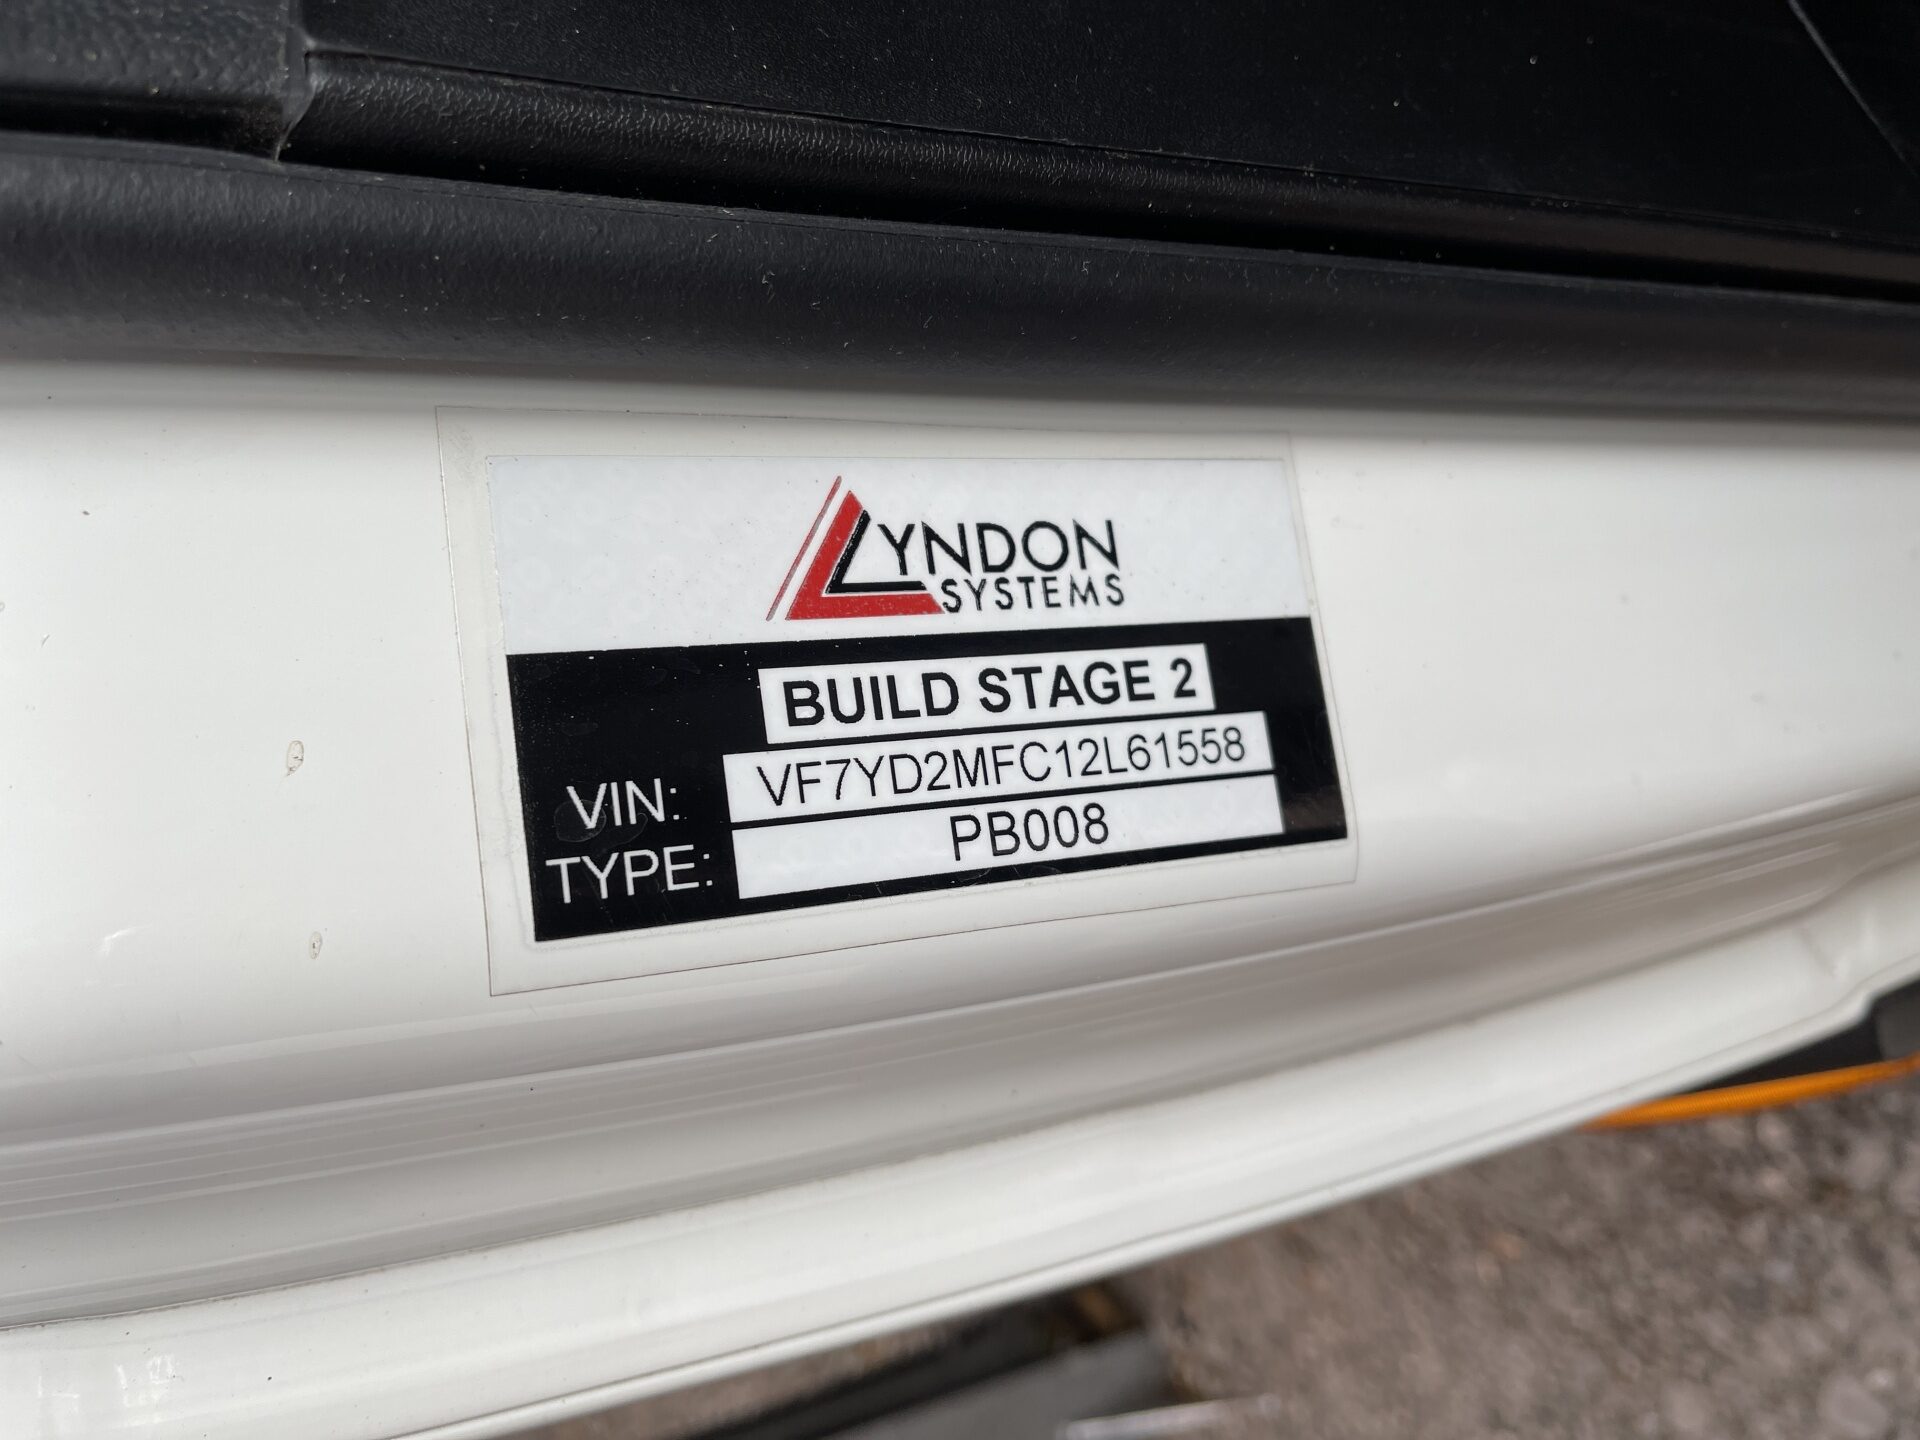 LYNDON
SYSTEMS
BUILD STAGE 2
VIN: VF7YD2MFC12L61558
TYPE: PB008